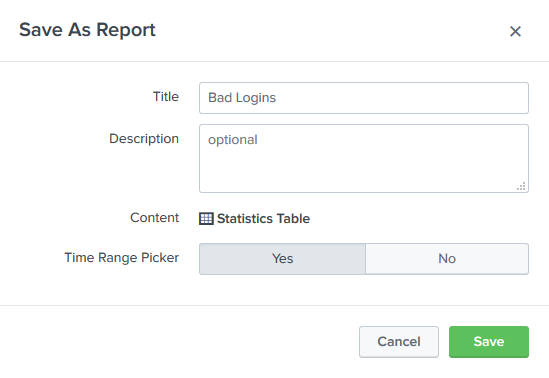 Save As Report
Title Bad Logins
Description optional
Content Statistics Table
Time Range Picker Yes No
Cancel Save